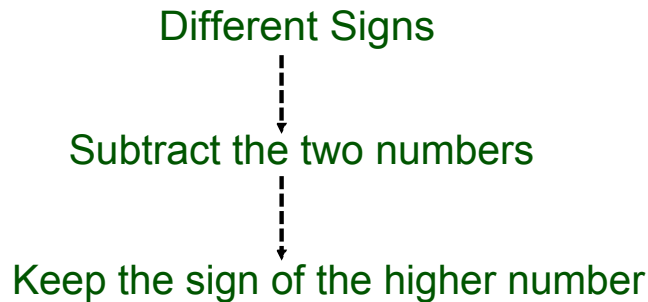 Different Signs
Subtract the two numbers
Keep the sign of the higher number